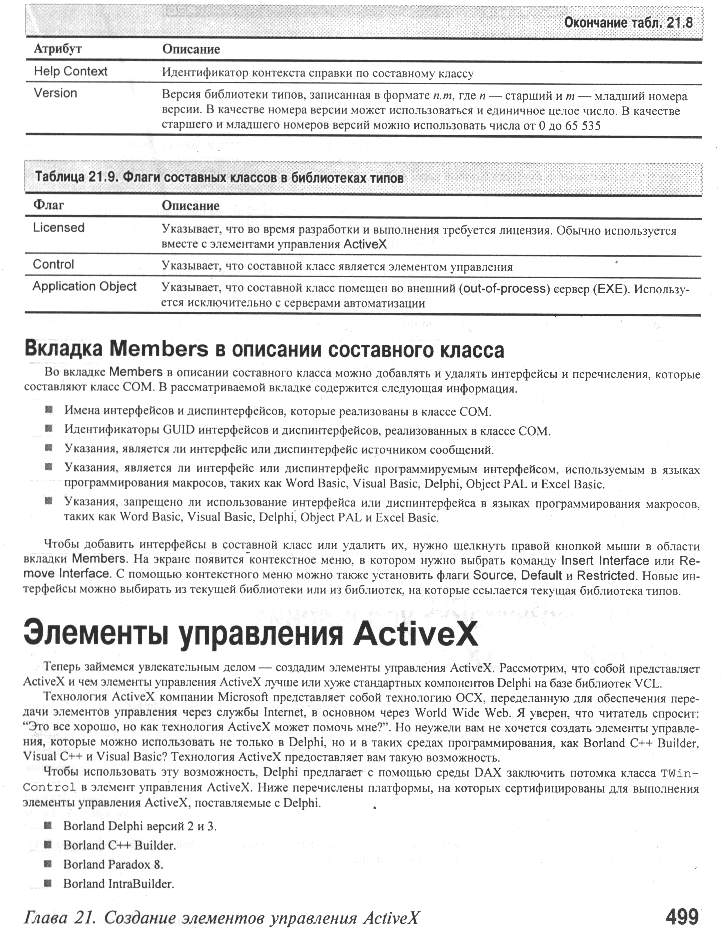 Окончание табл. 21.8
Атрибут Описание
Help Context Идентификатор контекста справки по составному классу
Version Версия библиотеки типов, записанная в формате n.m, где n — старший и m — младший номера
версии. В качестве номера версии может использоваться и единичное целое число. В качестве
старшего и младшего номеров версий можно использовать числа от 0 до 65 535
Таблица 21.9. Флаги составных классов в библиотеках типов
Флаг Описание
Licensed Указывает, что во время разработки и выполнения требуется лицензия. Обычно используется
вместе с элементами управления ActiveX
Control Указывает, что составной класс является элементом управления
Application Object Указывает, что составной класс помещен во внешний (out-of-process) сервер (EXE). Использу-
ется исключительно с серверами автоматизации
Вкладка Members в описании составного класса
Во вкладке Members в описании составного класса можно добавлять и удалять интерфейсы и перечисления, которые
составляют класс COM. В рассматриваемой вкладке содержится следующая информация.
■ Имена интерфейсов и диспинтерфейсов, которые реализованы в классе COM.
■ Идентификаторы GUID интерфейсов и диспинтерфейсов, реализованных в классе COM.
■ Указания, является ли интерфейс или диспинтерфейс источником сообщений.
■ Указания, является ли интерфейс или диспинтерфейс программируемым интерфейсом, используемым в языках
программирования макросов, таких как Word Basic, Visual Basic, Delphi, Object PAL и Excel Basic.
■ Указания, запрещено ли использование интерфейса или диспинтерфейса в языках программирования макросов,
таких как Word Basic, Visual Basic, Delphi, Object PAL и Excel Basic.
Чтобы добавить интерфейсы в составной класс или удалить их, нужно щелкнуть правой кнопкой мыши в области
вкладки Members. На экране появится контекстное меню, в котором нужно выбрать команду Insert Interface или Re-
move Interface. С помощью контекстного меню можно также установить флаги Source, Default и Restricted. Новые ин-
терфейсы можно выбирать из текущей библиотеки или из библиотек, на которые ссылается текущая библиотека типов.
Элементы управления ActiveX
Теперь займемся увлекательным делом — создадим элементы управления ActiveX. Рассмотрим, что собой представляет
ActiveX и чем элементы управления ActiveX лучше или хуже стандартных компонентов Delphi на базе библиотек VCL.
Технология ActiveX компании Microsoft представляет собой технологию OCX, переделанную для обеспечения пере-
дачи элементов управления через службы Internet, в основном через World Wide Web. Я уверен, что читатель спросит:
“Это все хорошо, но как технология ActiveX может помочь мне?”. Но неужели вам не хочется создать элементы управле-
ния, которые можно использовать не только в Delphi, но и в таких средах программирования, как Borland C++ Builder,
Visual C++ и Visual Basic? Технология ActiveX предоставляет вам такую возможность.
Чтобы использовать эту возможность, Delphi предлагает с помощью среды DAX заключить потомка класса TWin-
Control в элемент управления ActiveX. Ниже перечислены платформы, на которых сертифицированы для выполнения
элементы управления ActiveX, поставляемые с Delphi.
■ Borland Delphi версий 2 и 3.
■ Borland C++ Builder.
■ Borland Paradox 8.
■ Borland IntraBuilder.
Глава 21. Создание элементов управления ActiveX 499